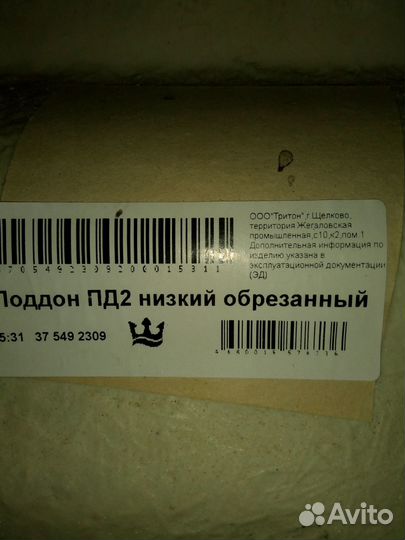 ООО"Тритон",г.Щелково,
территория Жегаловская
промышленная,с10,к2,пом.1
Дополнительная информация по
изделию указана в
эксплуатационной документации
(ЭД)
Поддон ПД2 низкий обрезанный
5:31 37 549 2309
Avito